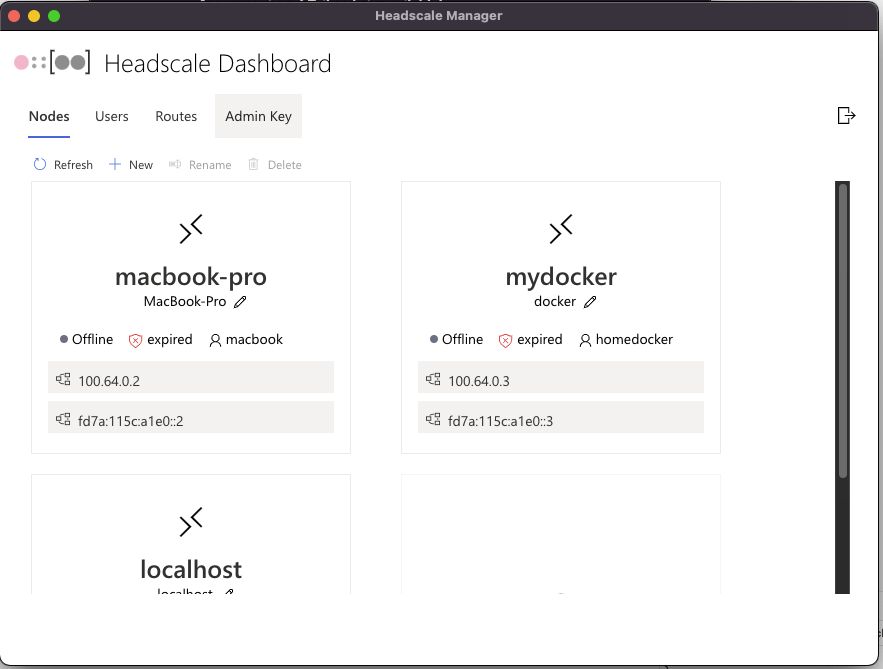 Headscale Manager
Headscale Dashboard
Nodes Users Routes Admin Key
Refresh New Rename Delete
macbook-pro
MacBook-Pro
Offline expired macbook
100.64.0.2
fd7a:115c:a1e0::2
mydocker
docker
Offline expired homedocker
100.64.0.3
fd7a:115c:a1e0::3
localhost
localhost